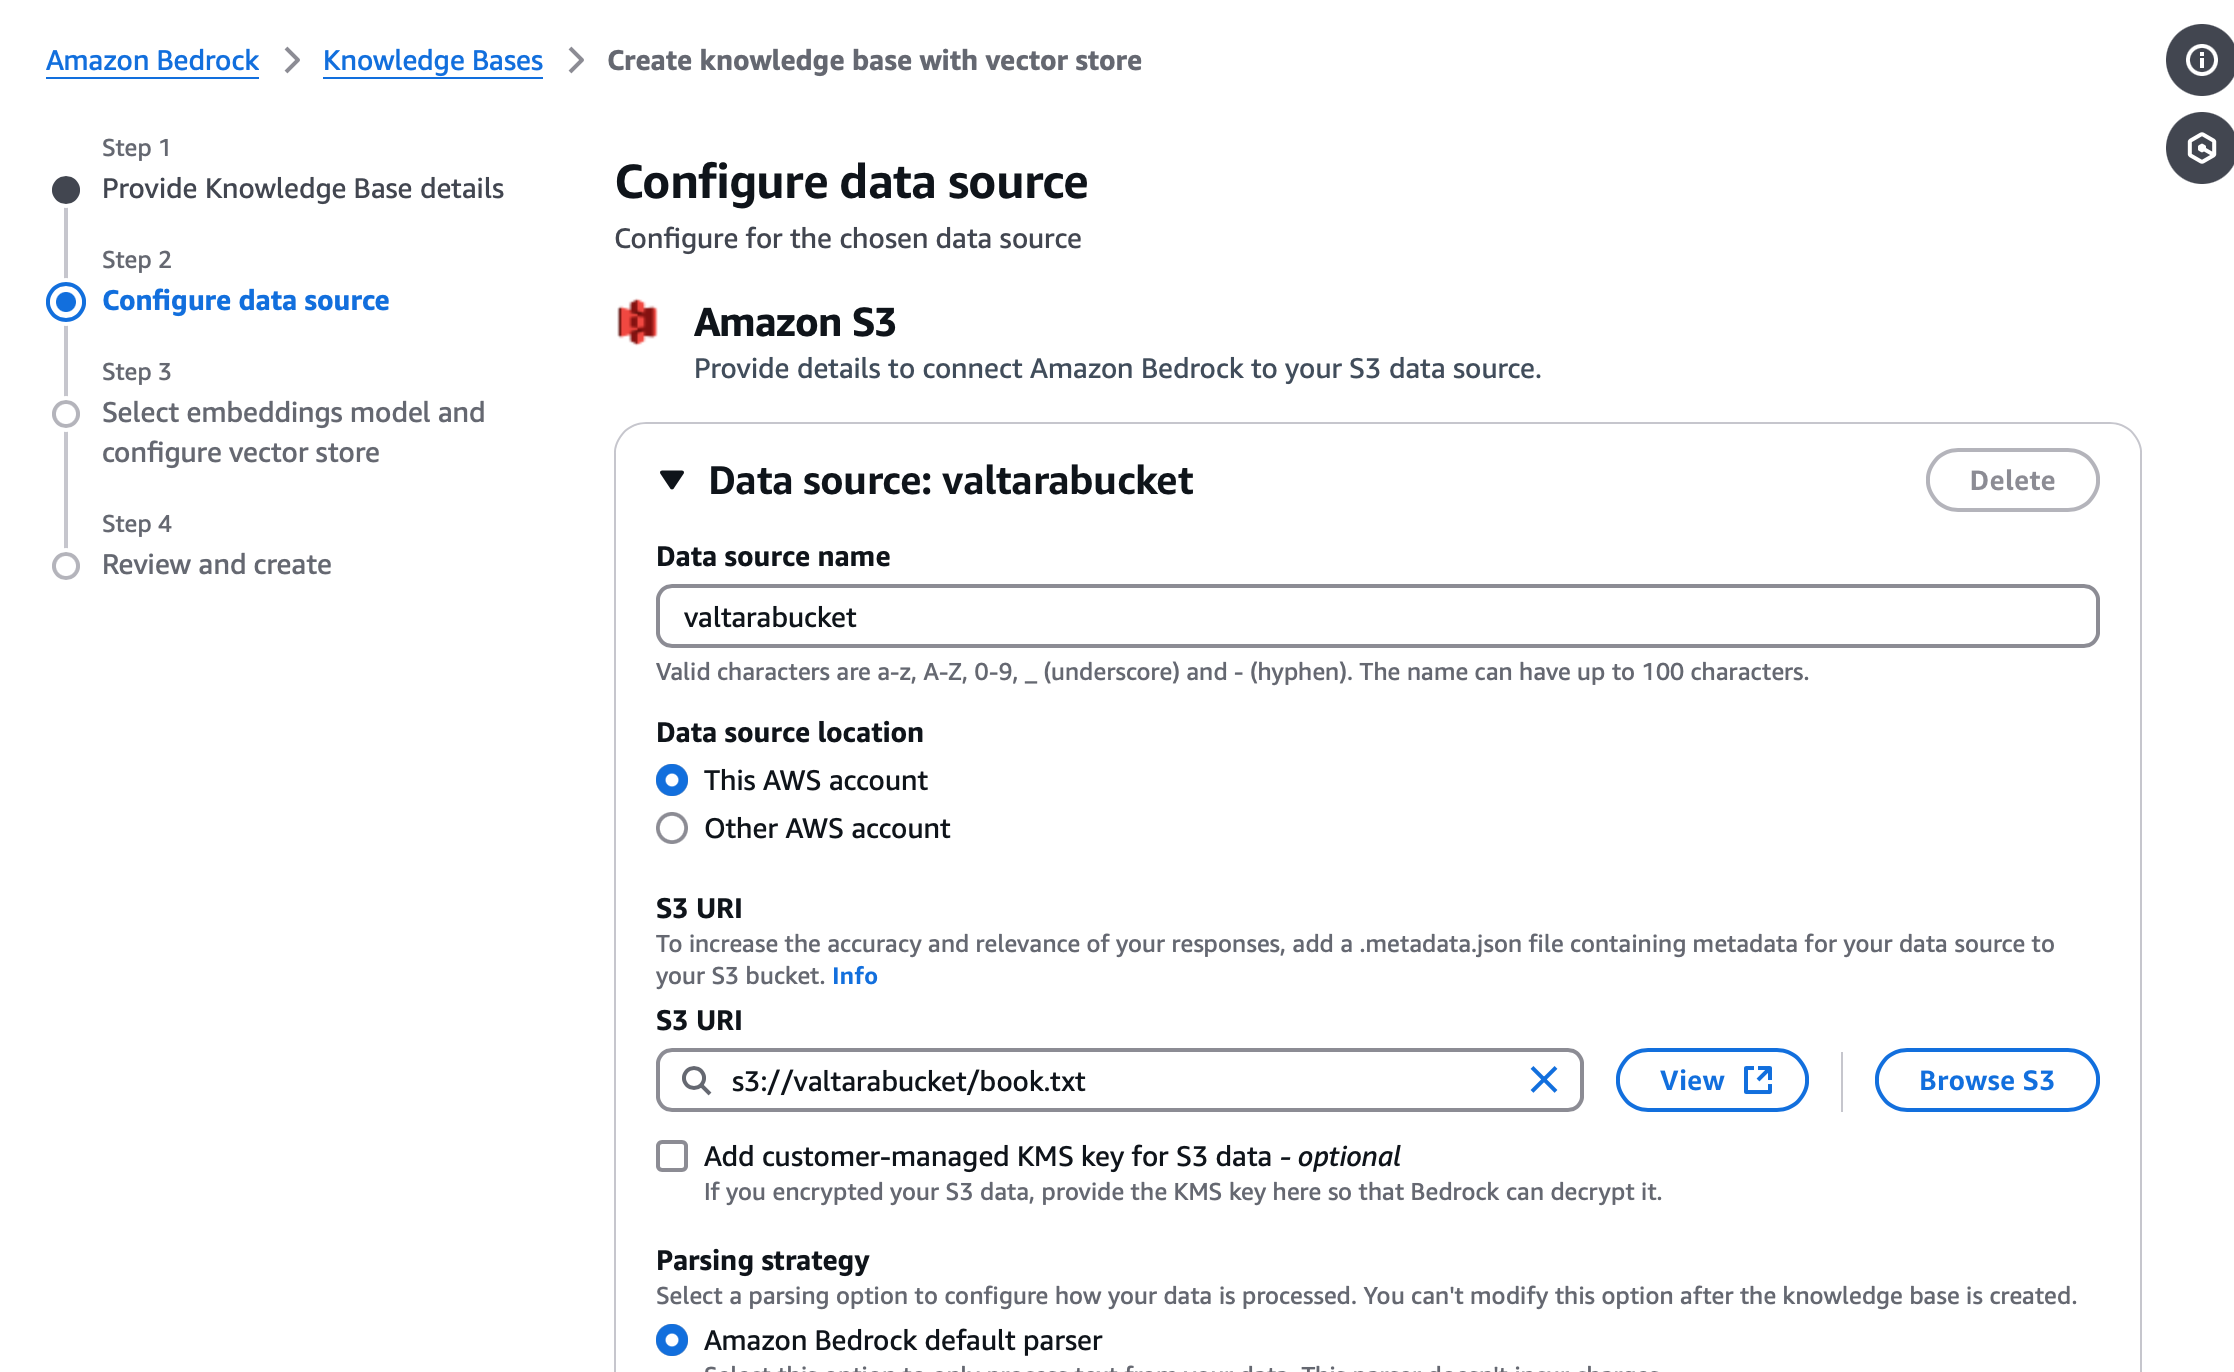 Amazon Bedrock > Knowledge Bases > Create knowledge base with vector store
Step 1
Provide Knowledge Base details
Step 2
Configure data source
Step 3
Select embeddings model and
configure vector store
Step 4
Review and create
Configure data source
Configure for the chosen data source
Amazon S3
Provide details to connect Amazon Bedrock to your S3 data source.
Data source: valtarabucket
Delete
Data source name
valtarabucket
Valid characters are a-z, A-Z, 0-9, _ (underscore) and - (hyphen). The name can have up to 100 characters.
Data source location
This AWS account
Other AWS account
S3 URI
To increase the accuracy and relevance of your responses, add a .metadata.json file containing metadata for your data source to
your S3 bucket. Info
S3 URI
s3://valtarabucket/book.txt
View
Browse S3
Add customer-managed KMS key for S3 data - optional
If you encrypted your S3 data, provide the KMS key here so that Bedrock can decrypt it.
Parsing strategy
Select a parsing option to configure how your data is processed. You can't modify this option after the knowledge base is created.
Amazon Bedrock default parser